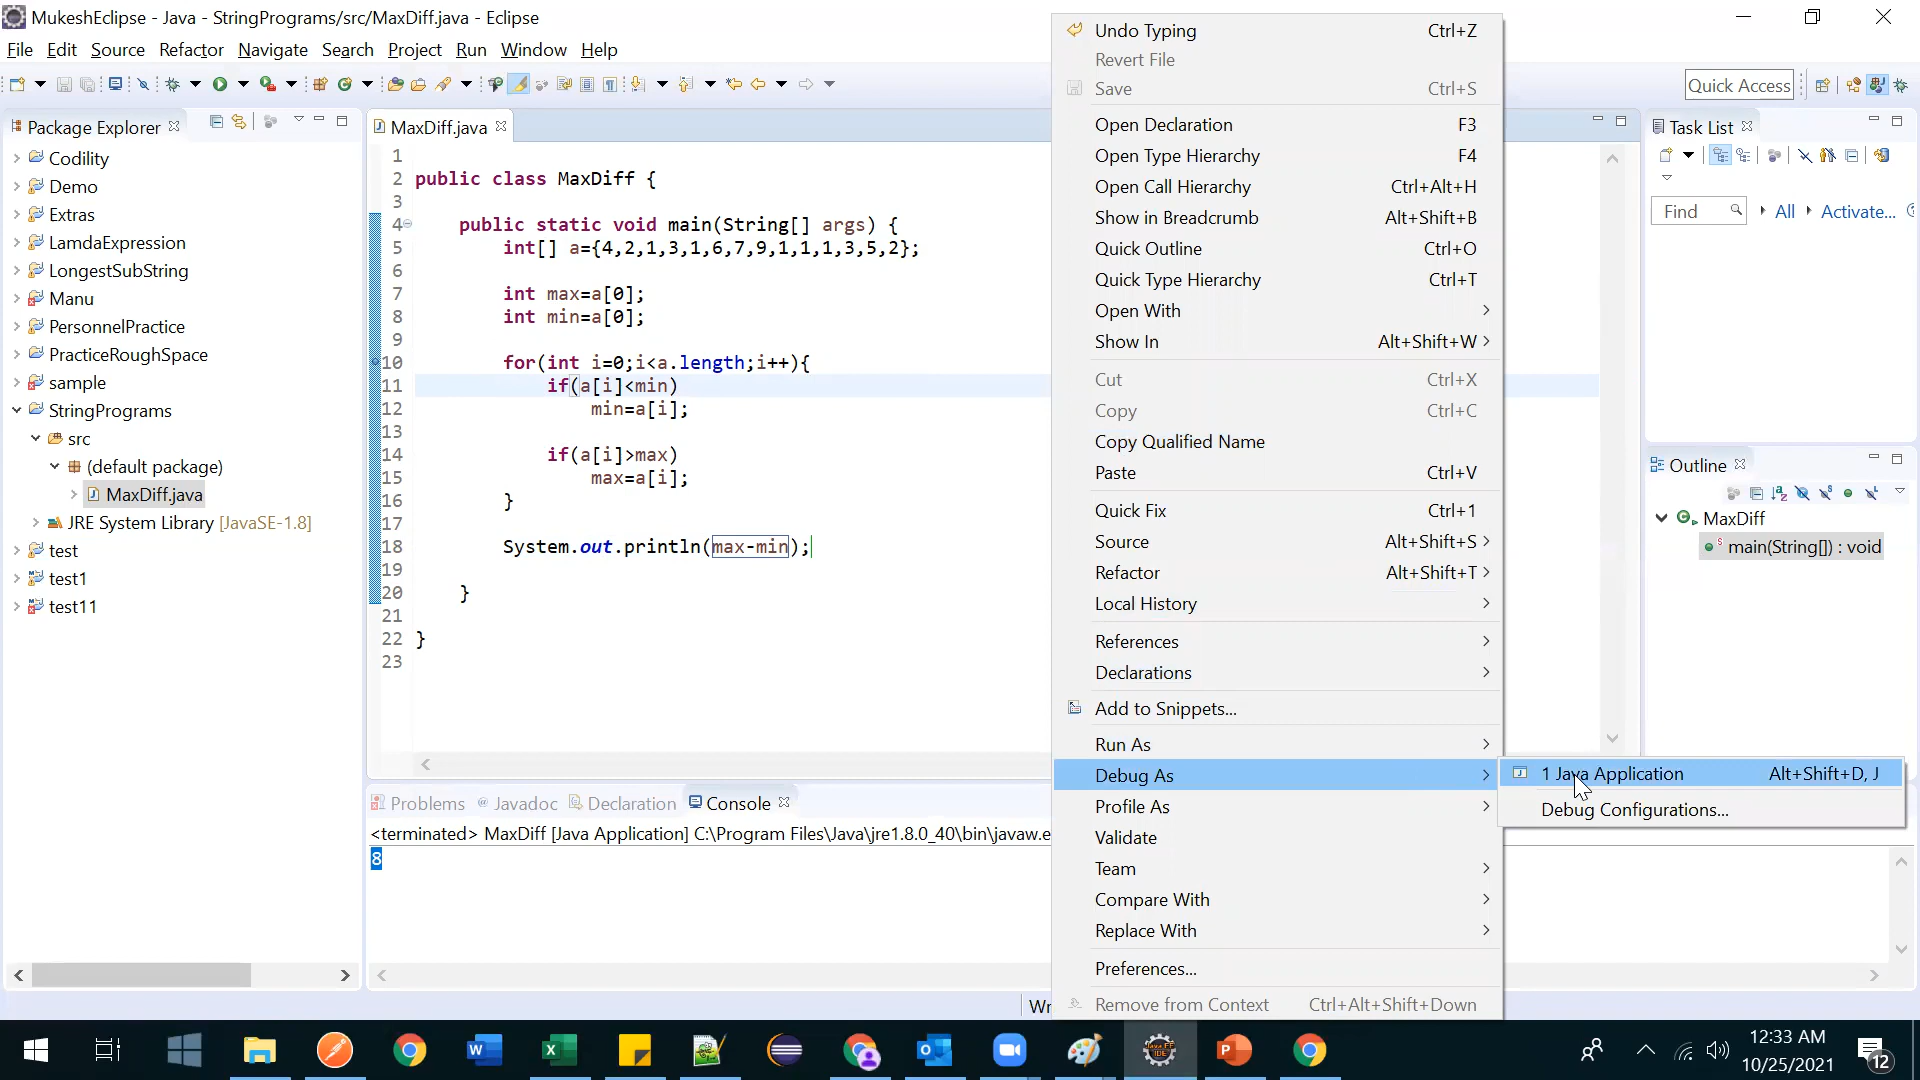 MukeshEclipse - Java - StringPrograms/src/MaxDiff.java - Eclipse
File Edit Source Refactor Navigate Search Project Run Window Help
Quick Access
Package Explorer
Codility
Demo
Extras
LamdaExpression
LongestSubString
Manu
PersonnelPractice
PracticeRoughSpace
sample
StringPrograms
src
(default package)
MaxDiff.java
JRE System Library [JavaSE-1.8]
test
test1
test11
MaxDiff.java
1
2 public class MaxDiff {
3
4 public static void main(String[] args) {
5 int[] a={4,2,1,3,1,6,7,9,1,1,1,3,5,2};
6
7 int max=a[0];
8 int min=a[0];
9
10 for(int i=0;i<a.length;i++){
11 if(a[i]<min)
12 min=a[i];
13
14 if(a[i]>max)
15 max=a[i];
16 }
17
18 System.out.println(max-min);
19
20 }
21
22 }
23
Problems Javadoc Declaration Console
<terminated> MaxDiff [Java Application] C:\Program Files\Java\jre1.8.0_40\bin\javaw.e
8
Undo Typing Ctrl+Z
Revert File
Save Ctrl+S
Open Declaration F3
Open Type Hierarchy F4
Open Call Hierarchy Ctrl+Alt+H
Show in Breadcrumb Alt+Shift+B
Quick Outline Ctrl+O
Quick Type Hierarchy Ctrl+T
Open With
Show In Alt+Shift+W
Cut Ctrl+X
Copy Ctrl+C
Copy Qualified Name
Paste Ctrl+V
Quick Fix Ctrl+1
Source Alt+Shift+S
Refactor Alt+Shift+T
Local History
References
Declarations
Add to Snippets...
Run As
Debug As
Profile As
Validate
Team
Compare With
Replace With
Preferences...
Remove from Context Ctrl+Alt+Shift+Down
1 Java Application Alt+Shift+D, J
Debug Configurations...
Task List
Find All Activate...
Outline
MaxDiff
main(String[]) : void
12:33 AM
10/25/2021
12